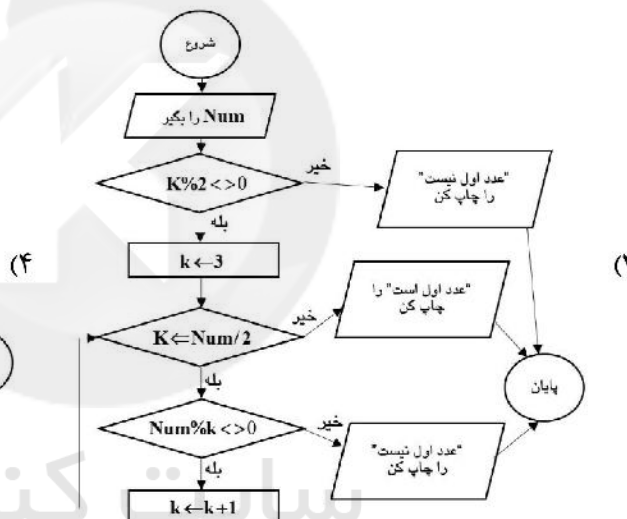 شروع
Num را بگیر
K%2<>0
خیر
"عدد اول نیست"
را چاپ کن
بله
k←3
(۴
K⇐Num/2
خیر
"عدد اول است" را
چاپ کن
بله
پایان
Num%k<>0
خیر
"عدد اول نیست"
را چاپ کن
بله
k←k+1
سایت کن